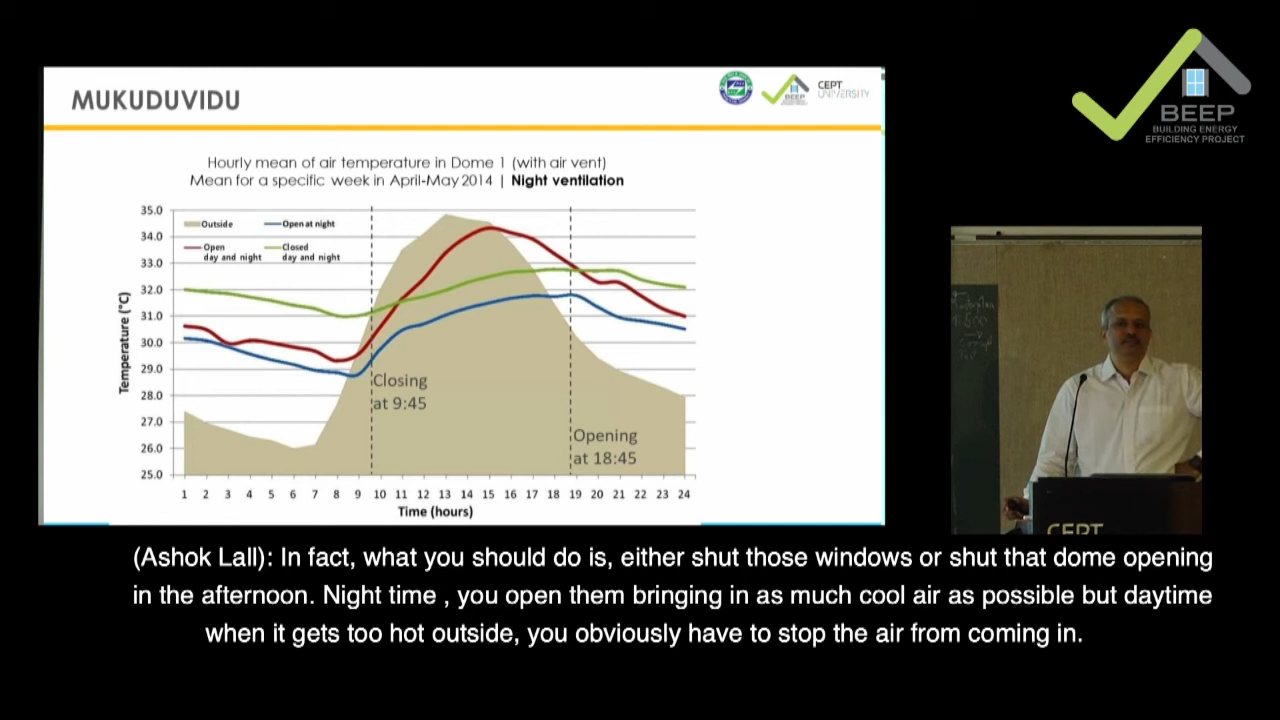 MUKUDUVIDU
BEEP
CEPT
UNIVERSITY
BEEP
BUILDING ENERGY
EFFICIENCY PROJECT
Hourly mean of air temperature in Dome 1 (with air vent)
Mean for a specific week in April-May 2014 | Night ventilation
Temperature (°C)
35.0
34.0
33.0
32.0
31.0
30.0
29.0
28.0
27.0
26.0
25.0
Outside
Open at night
Open
day and night
Closed
day and night
Closing
at 9:45
Opening
at 18:45
1 2 3 4 5 6 7 8 9 10 11 12 13 14 15 16 17 18 19 20 21 22 23 24
Time (hours)
CEPT
(Ashok Lall): In fact, what you should do is, either shut those windows or shut that dome opening
in the afternoon. Night time , you open them bringing in as much cool air as possible but daytime
when it gets too hot outside, you obviously have to stop the air from coming in.